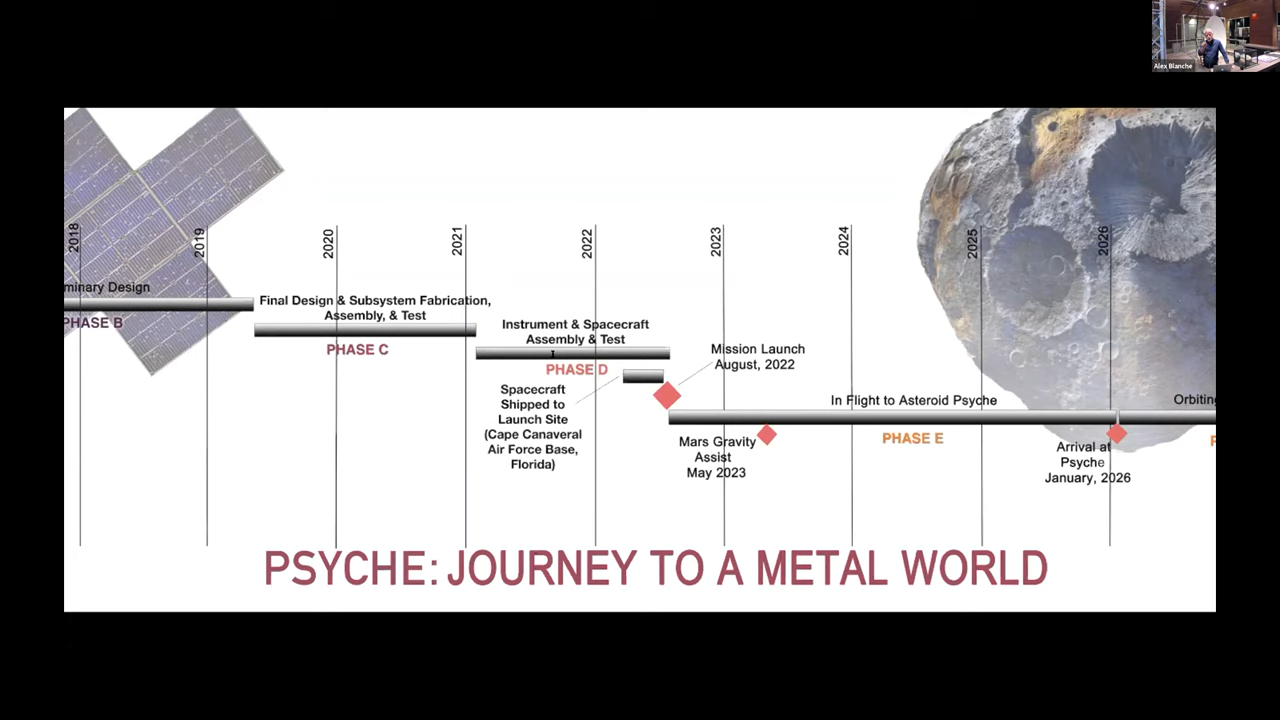 Alex Blanche
2018
2019
2020
2021
2022
2023
2024
2025
2026
minary Design
PHASE B
Final Design & Subsystem Fabrication,
Assembly, & Test
PHASE C
Instrument & Spacecraft
Assembly & Test
PHASE D
Spacecraft
Shipped to
Launch Site
(Cape Canaveral
Air Force Base,
Florida)
Mission Launch
August, 2022
In Flight to Asteroid Psyche
PHASE E
Mars Gravity
Assist
May 2023
Arrival at
Psyche
January, 2026
Orbiting
P
PSYCHE: JOURNEY TO A METAL WORLD